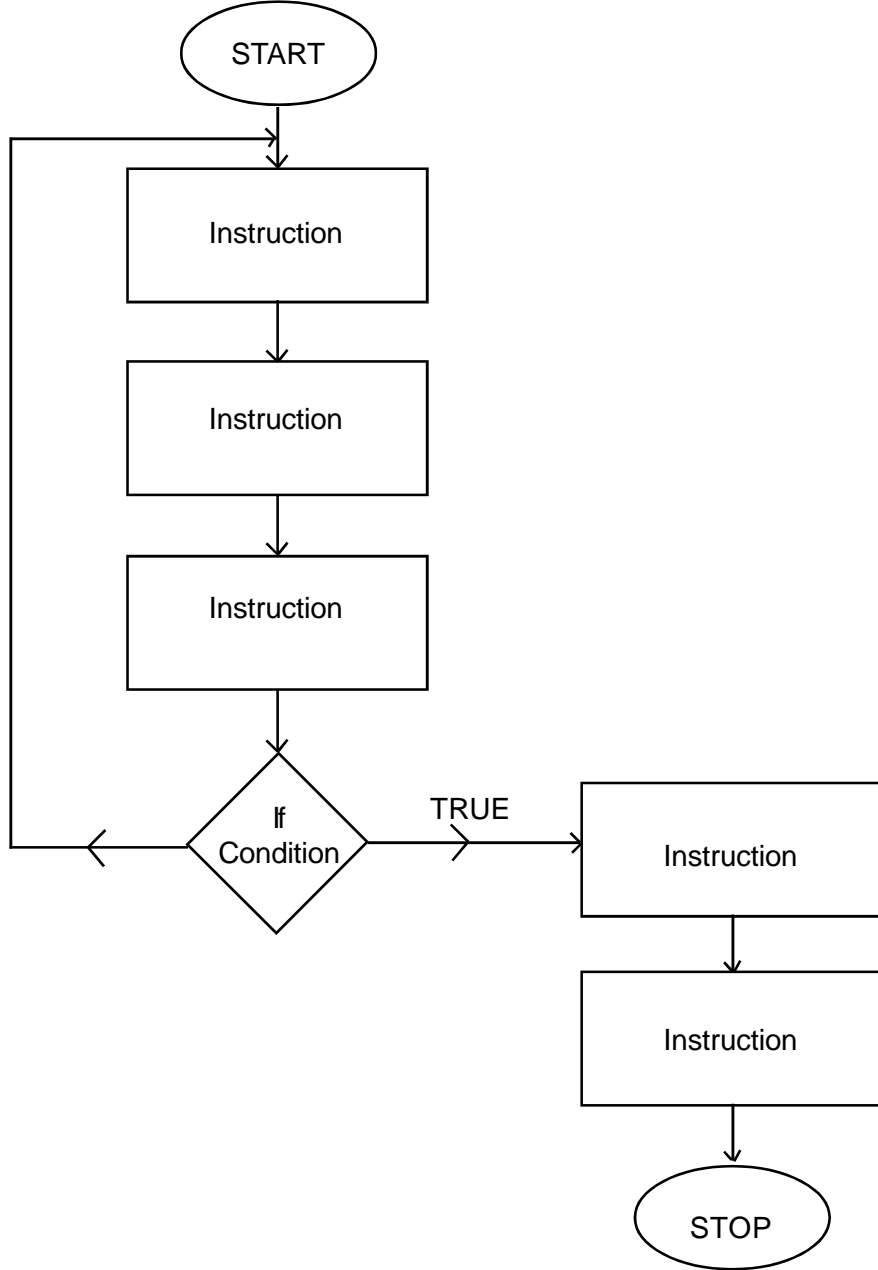 START
Instruction
Instruction
Instruction
If
Condition
TRUE
Instruction
Instruction
STOP